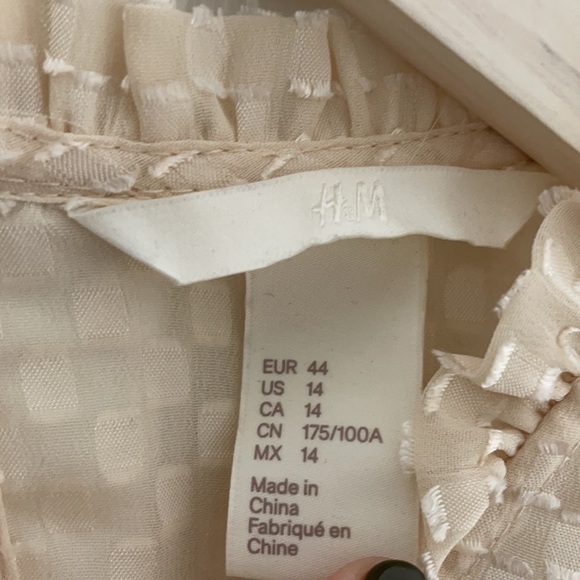 H&M
EUR 44
US 14
CA 14
CN 175/100A
MX 14
Made in
China
Fabriqué en
Chine